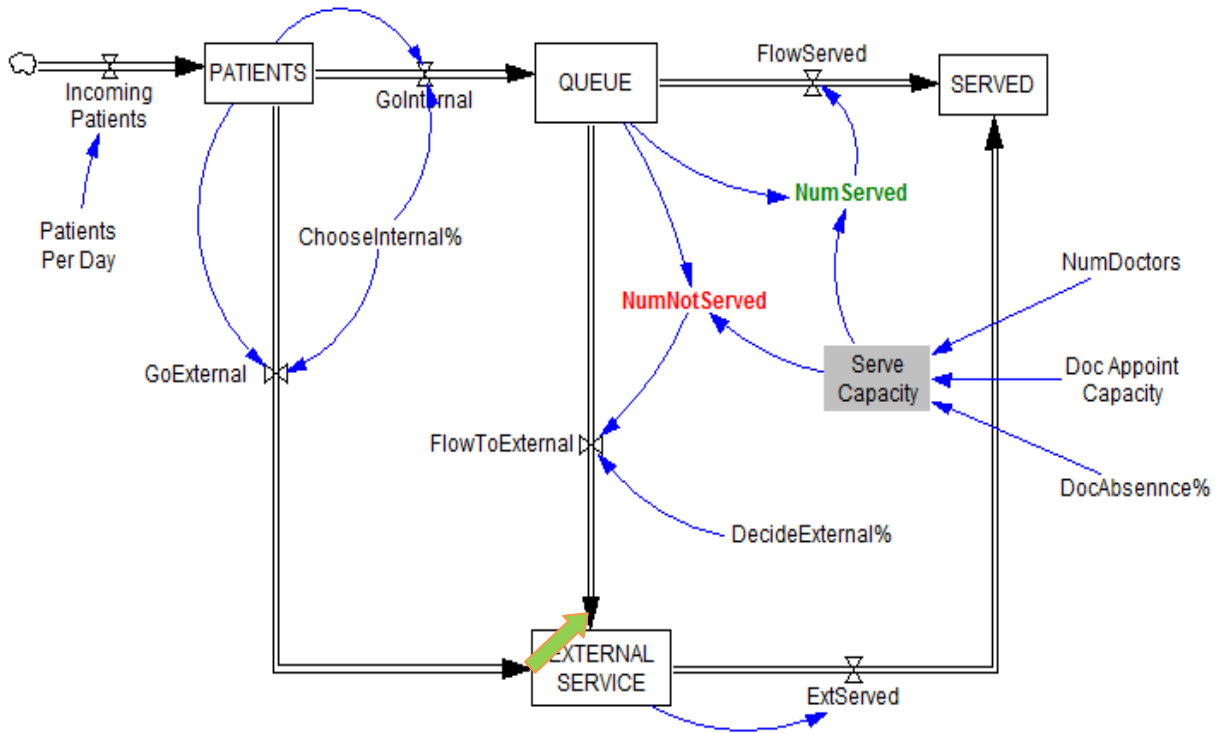 PATIENTS
QUEUE
FlowServed
SERVED
Incoming
Patients
GoInternal
NumServed
Patients
Per Day
ChooseInternal%
NumDoctors
NumNotServed
GoExternal
Serve
Capacity
Doc Appoint
Capacity
FlowToExternal
DocAbsennce%
DecideExternal%
EXTERNAL
SERVICE
ExtServed